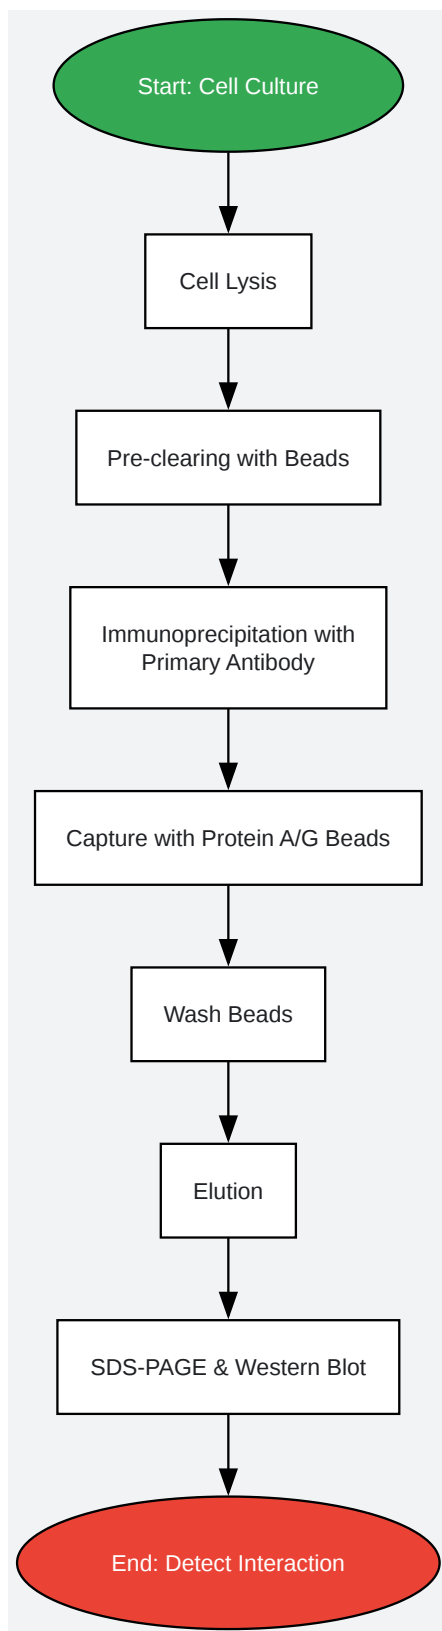 Start: Cell Culture
Cell Lysis
Pre-clearing with Beads
Immunoprecipitation with
Primary Antibody
Capture with Protein A/G Beads
Wash Beads
Elution
SDS-PAGE & Western Blot
End: Detect Interaction